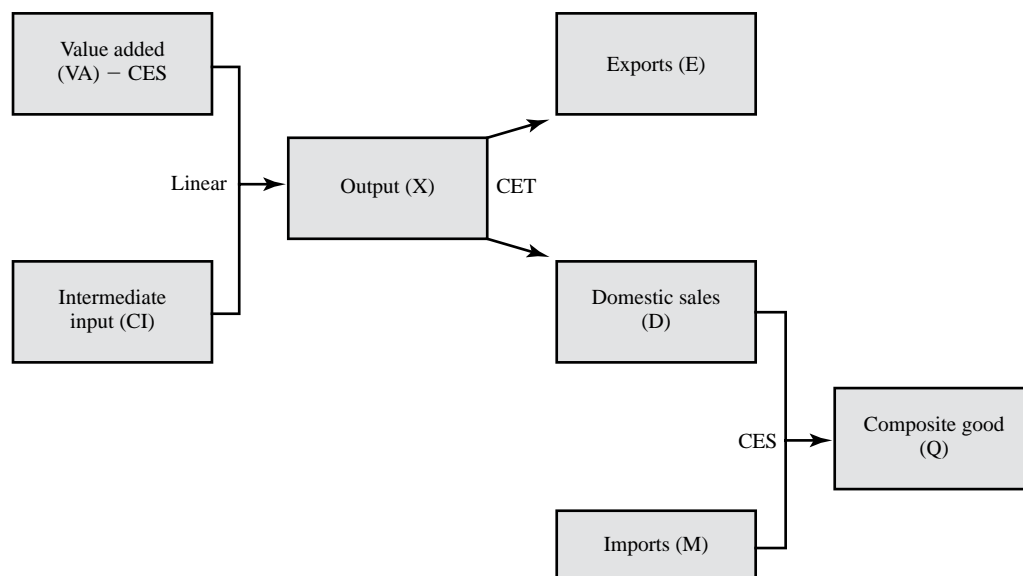 Value added
(VA) − CES
Exports (E)
Linear
Output (X)
CET
Intermediate
input (CI)
Domestic sales
(D)
CES
Composite good
(Q)
Imports (M)